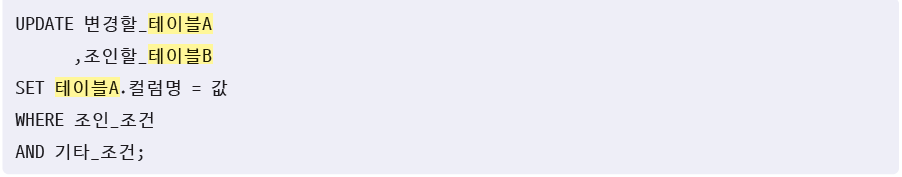 UPDATE 변경할_테이블A
,조인할_테이블B
SET 테이블A.컬럼명 = 값
WHERE 조인_조건
AND 기타_조건;